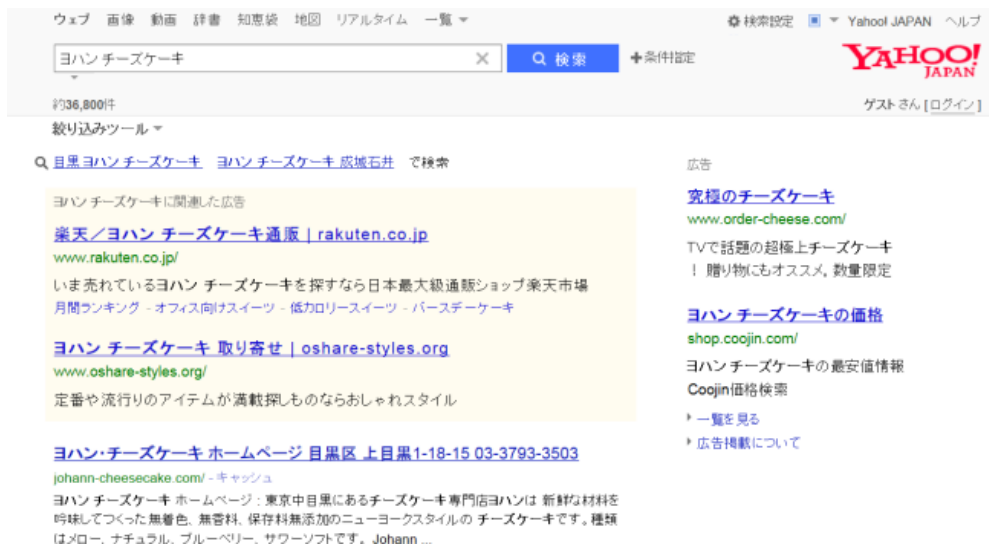 ウェブ 画像 動画 辞書 知恵袋 地図 リアルタイム 一覧
検索設定 Yahoo! JAPAN ヘルプ
ヨハン チーズケーキ
検索
条件指定
YAHOO!
JAPAN
約36,800件
ゲストさん [ログイン]
絞り込みツール
目黒 ヨハン チーズケーキ ヨハン チーズケーキ 成城石井 で検索
ヨハン チーズケーキに関連した広告
楽天／ヨハン チーズケーキ通販 | rakuten.co.jp
www.rakuten.co.jp/
いま売れているヨハン チーズケーキを探すなら日本最大級通販ショップ楽天市場
月間ランキング - オフィス向けスイーツ - 低カロリースイーツ - バースデーケーキ
ヨハン チーズケーキ 取り寄せ | oshare-styles.org
www.oshare-styles.org/
定番や流行りのアイテムが満載探しものならおしゃれスタイル
ヨハン・チーズケーキ ホームページ 目黒区 上目黒1-18-15 03-3793-3503
johann-cheesecake.com/ - キャッシュ
ヨハン チーズケーキ ホームページ : 東京中目黒にあるチーズケーキ専門店ヨハンは 新鮮な材料を
吟味してつくった無着色、無香料、保存料無添加のニューヨークスタイルの チーズケーキです。種類
はメロー、ナチュラル、ブルーベリー、サワーソフトです。 Johann ...
広告
究極のチーズケーキ
www.order-cheese.com/
TVで話題の超極上チーズケーキ
！ 贈り物にもオススメ。数量限定
ヨハン チーズケーキの価格
shop.coojin.com/
ヨハン チーズケーキの最安値情報
Coojin価格検索
一覧を見る
広告掲載について